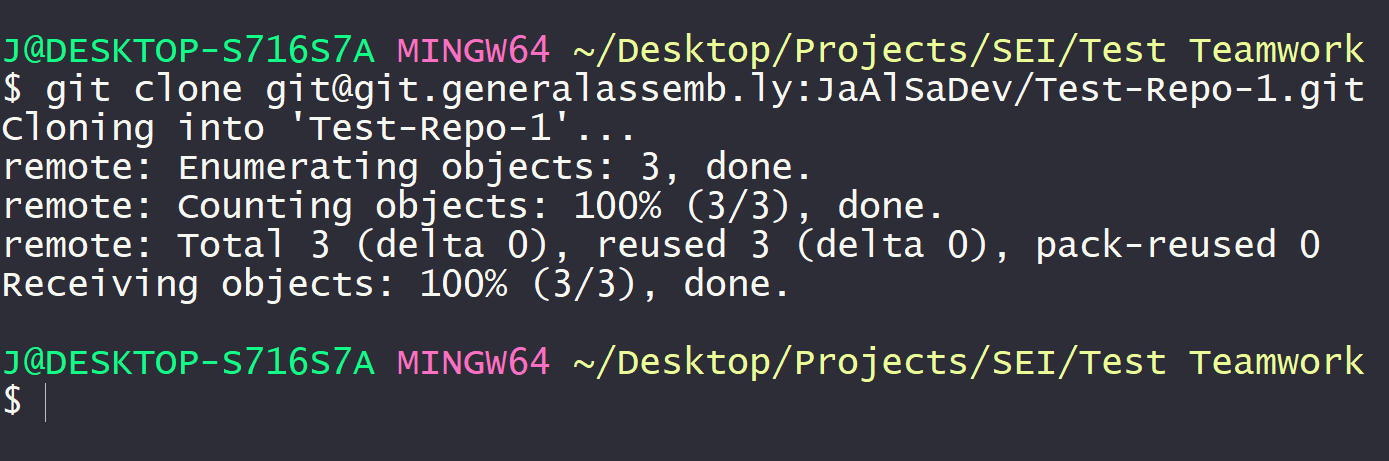 J@DESKTOP-S716S7A MINGW64 ~/Desktop/Projects/SEI/Test Teamwork
$ git clone git@git.generalassemb.ly:JaAlSaDev/Test-Repo-1.git
Cloning into 'Test-Repo-1'...
remote: Enumerating objects: 3, done.
remote: Counting objects: 100% (3/3), done.
remote: Total 3 (delta 0), reused 3 (delta 0), pack-reused 0
Receiving objects: 100% (3/3), done.
J@DESKTOP-S716S7A MINGW64 ~/Desktop/Projects/SEI/Test Teamwork
$